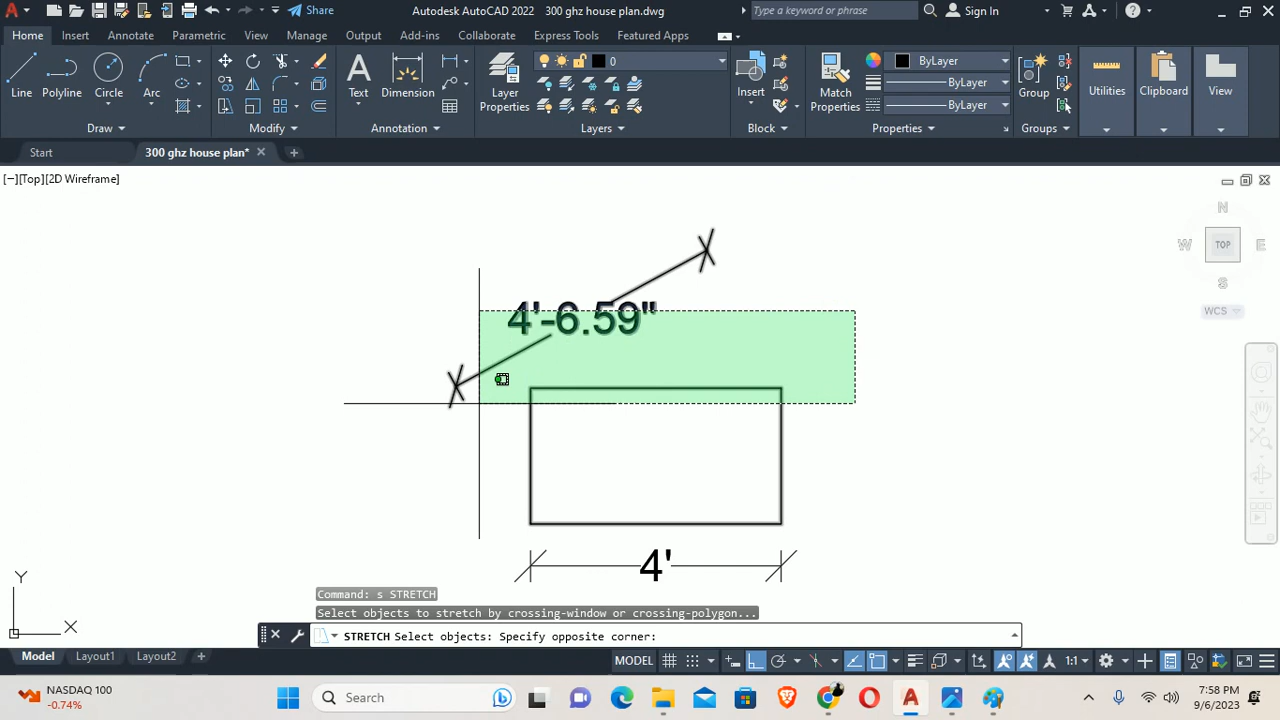 Share
Autodesk AutoCAD 2022 300 ghz house plan.dwg
Type a keyword or phrase
Sign In
Home Insert Annotate Parametric View Manage Output Add-ins Collaborate Express Tools Featured Apps
Line Polyline Circle Arc
Text Dimension
Layer Properties
0
Insert
Match Properties
ByLayer
ByLayer
ByLayer
Group
Utilities Clipboard View
Draw Modify Annotation Layers Block Properties Groups
Start 300 ghz house plan*
[−][Top][2D Wireframe]
N
W TOP E
S
WCS
4'-6.59"
4'
Y
X
Command: s STRETCH
Select objects to stretch by crossing-window or crossing-polygon...
STRETCH Select objects: Specify opposite corner:
Model Layout1 Layout2
MODEL 1:1
NASDAQ 100
-0.74%
Search
7:58 PM
9/6/2023